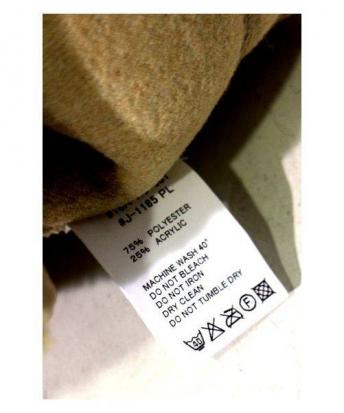 #J-1185 PL
75% POLYESTER
25% ACRYLIC
MACHINE WASH 40°
DO NOT BLEACH
DO NOT IRON
DRY CLEAN
DO NOT TUMBLE DRY
40 F